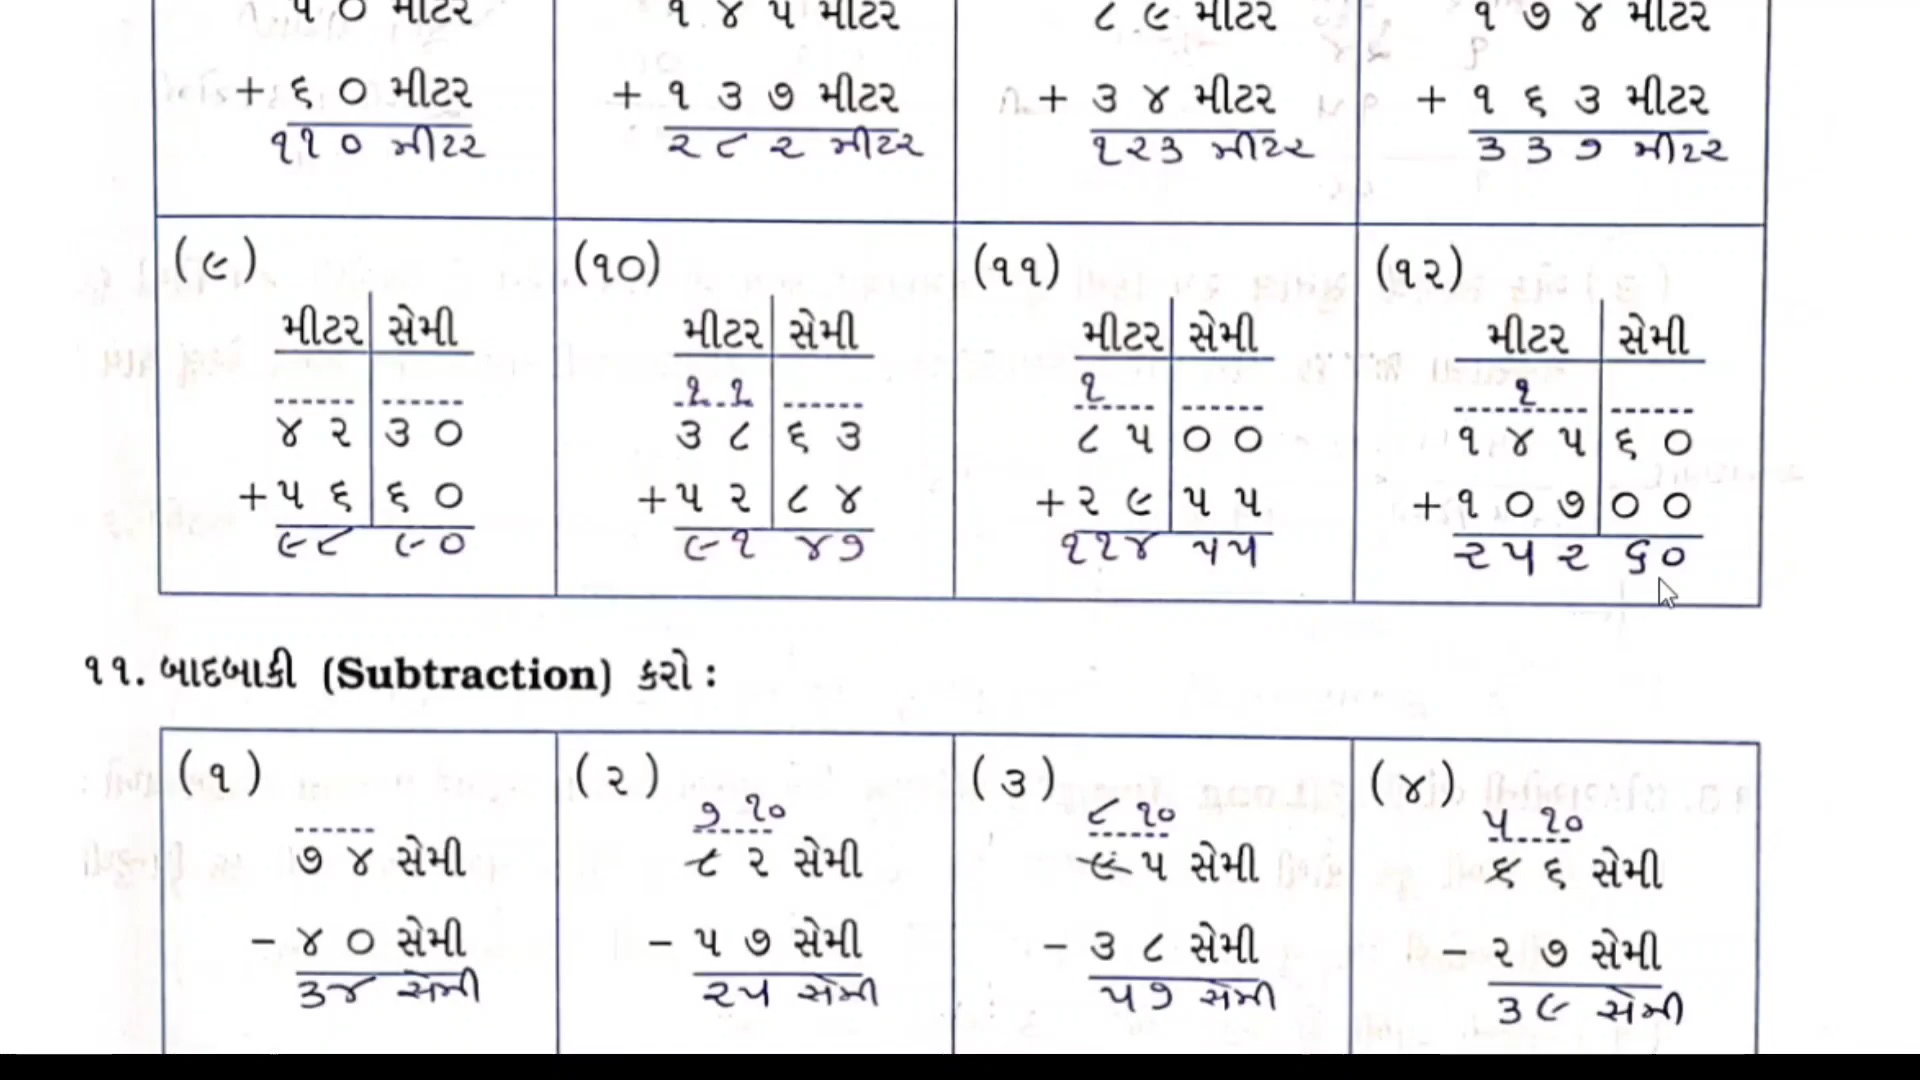 ૫ ૦ મીટર
+ ૬ ૦ મીટર
૧૧ ૦ મીટર
૧ ૪ ૫ મીટર
+ ૧ ૩ ૭ મીટર
૨ ૮ ૨ મીટર
૮ ૯ મીટર
+ ૩ ૪ મીટર
૧૨૩ મીટર
૧ ૭ ૪ મીટર
+ ૧ ૬ ૩ મીટર
૩ ૩ ૭ મીટર
(૯)
મીટર સેમી
૪ ૨ ૩ ૦
+ ૫ ૬ ૬ ૦
૯૮ ૯૦
(૧૦)
મીટર સેમી
૧ ૧
૩ ૮ ૬ ૩
+ ૫ ૨ ૮ ૪
૯૧ ૪૭
(૧૧)
મીટર સેમી
૧
૮ ૫ ૦ ૦
+ ૨ ૯ ૫ ૫
૧૧૪ ૫૫
(૧૨)
મીટર સેમી
૧
૧ ૪ ૫ ૬ ૦
+ ૧ ૦ ૭ ૦ ૦
૨ ૫ ૨ ૬૦
૧૧. બાદબાકી (Subtraction) કરો :
(૧)
૭ ૪ સેમી
- ૪ ૦ સેમી
૩૪ સેમી
(૨)
૭ ૧૦
૮ ૨ સેમી
- ૫ ૭ સેમી
૨૫ સેમી
(૩)
૮ ૧૦
૯ ૫ સેમી
- ૩ ૮ સેમી
૫૭ સેમી
(૪)
૫ ૧૦
૬ ૬ સેમી
- ૨ ૭ સેમી
૩ ૯ સેમી